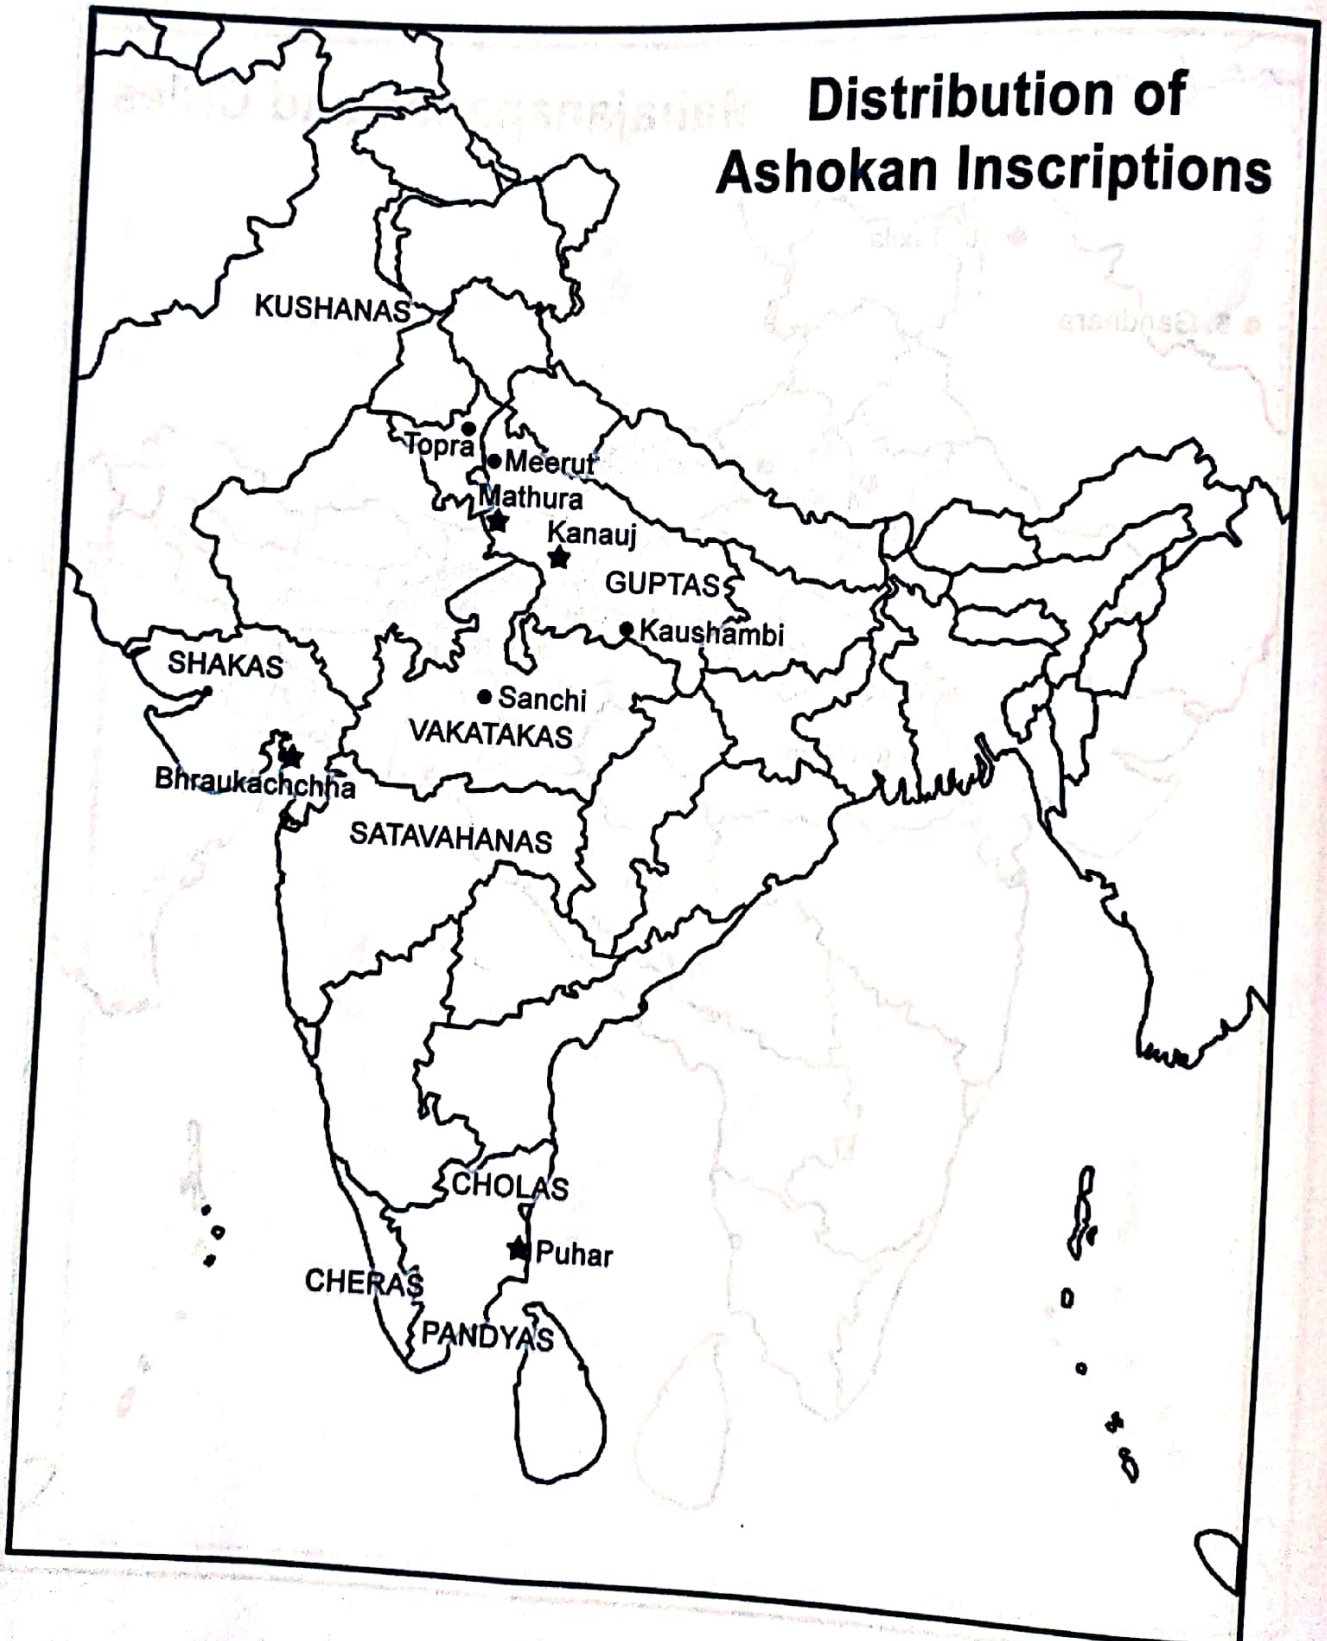 Distribution of
Ashokan Inscriptions
KUSHANAS
Topra
Meerut
Mathura
Kanauj
GUPTAS
Kaushambi
SHAKAS
Sanchi
VAKATAKAS
Bhraukachchha
SATAVAHANAS
CHOLAS
Puhar
CHERAS
PANDYAS